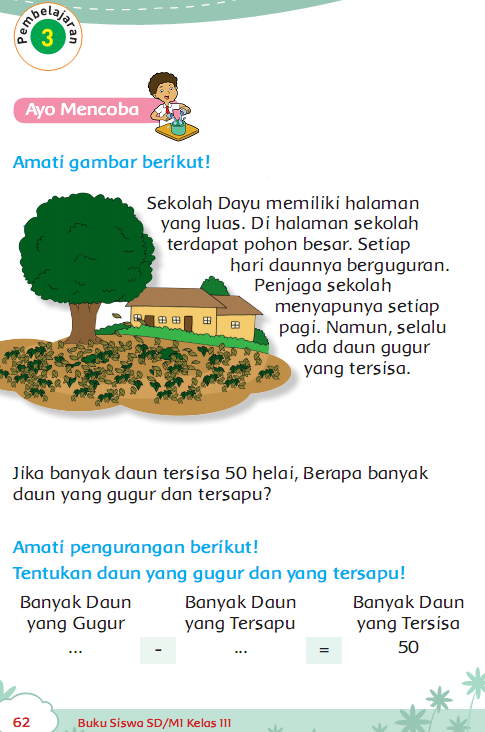 Pembelajaran
3
Ayo Mencoba
Amati gambar berikut!
Sekolah Dayu memiliki halaman
yang luas. Di halaman sekolah
terdapat pohon besar. Setiap
hari daunnya berguguran.
Penjaga sekolah
menyapunya setiap
pagi. Namun, selalu
ada daun gugur
yang tersisa.
Jika banyak daun tersisa 50 helai, Berapa banyak
daun yang gugur dan tersapu?
Amati pengurangan berikut!
Tentukan daun yang gugur dan yang tersapu!
Banyak Daun Banyak Daun Banyak Daun
yang Gugur yang Tersapu yang Tersisa
... - ... = 50
62 Buku Siswa SD/MI Kelas III